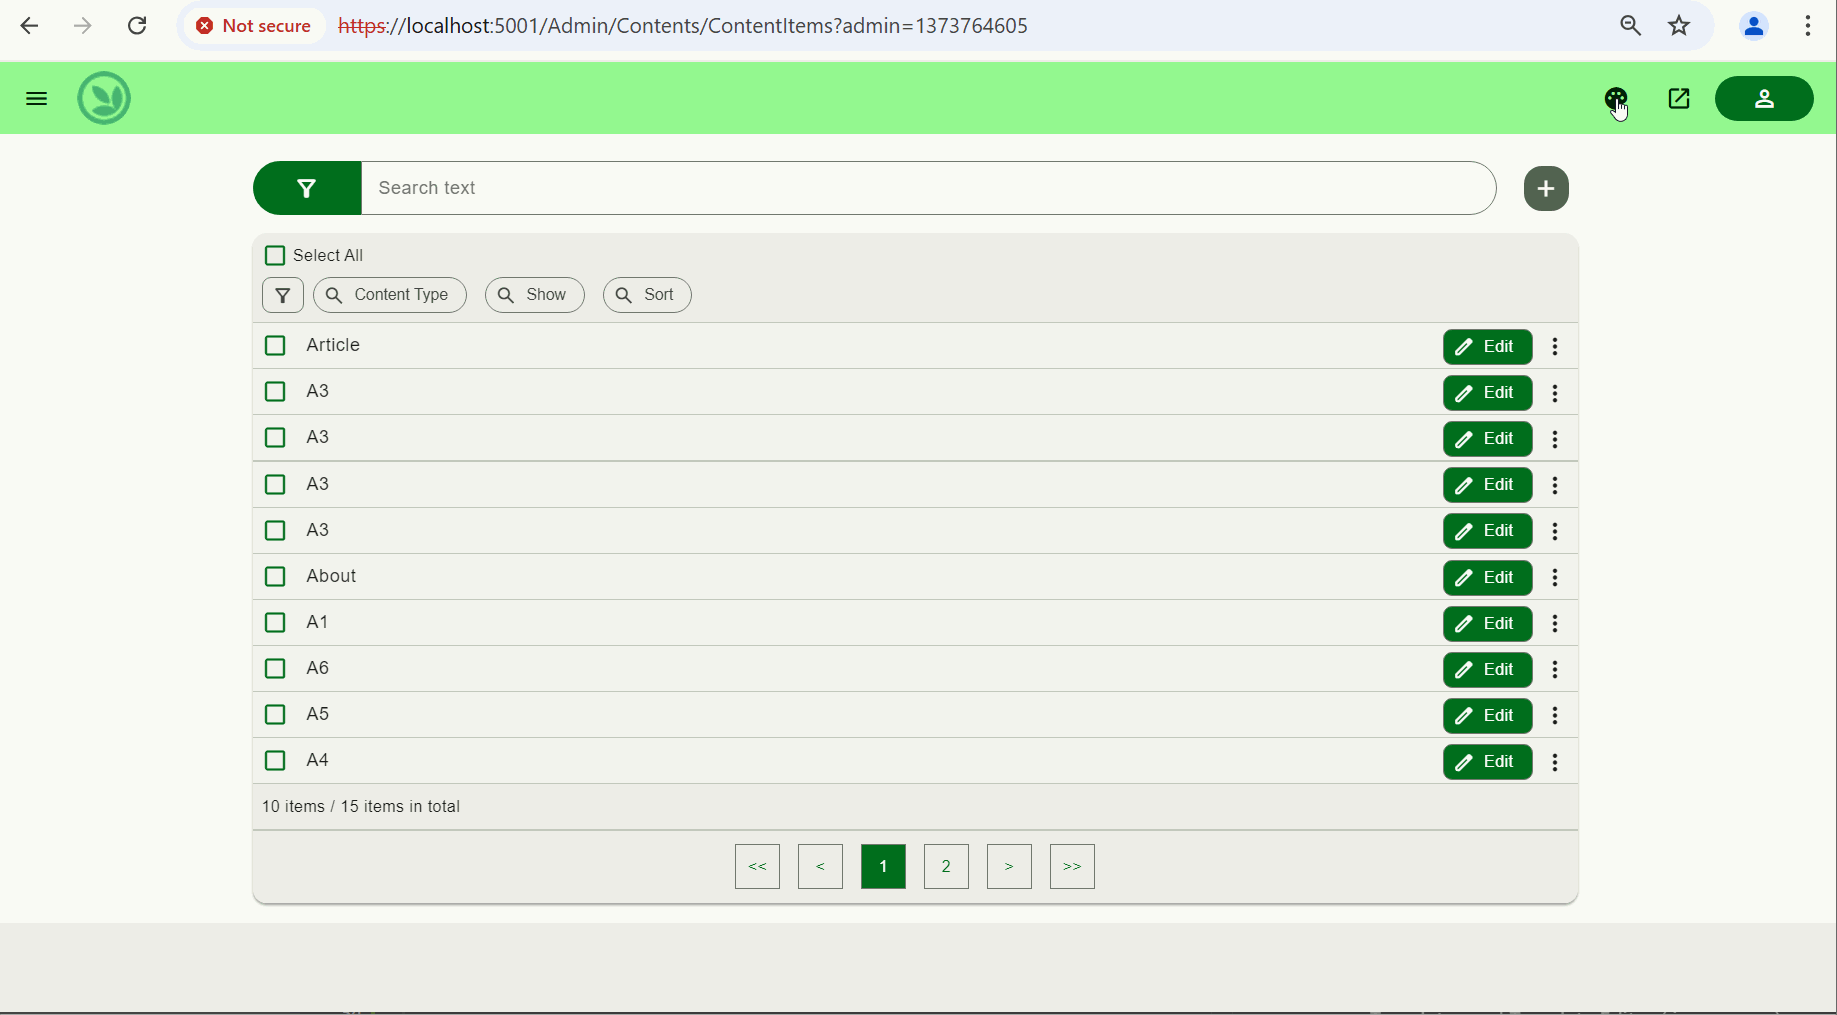 Not secure https://localhost:5001/Admin/Contents/ContentItems?admin=1373764605
Search text
Select All
Content Type Show Sort
Article Edit
A3 Edit
A3 Edit
A3 Edit
A3 Edit
About Edit
A1 Edit
A6 Edit
A5 Edit
A4 Edit
10 items / 15 items in total
<< < 1 2 > >>